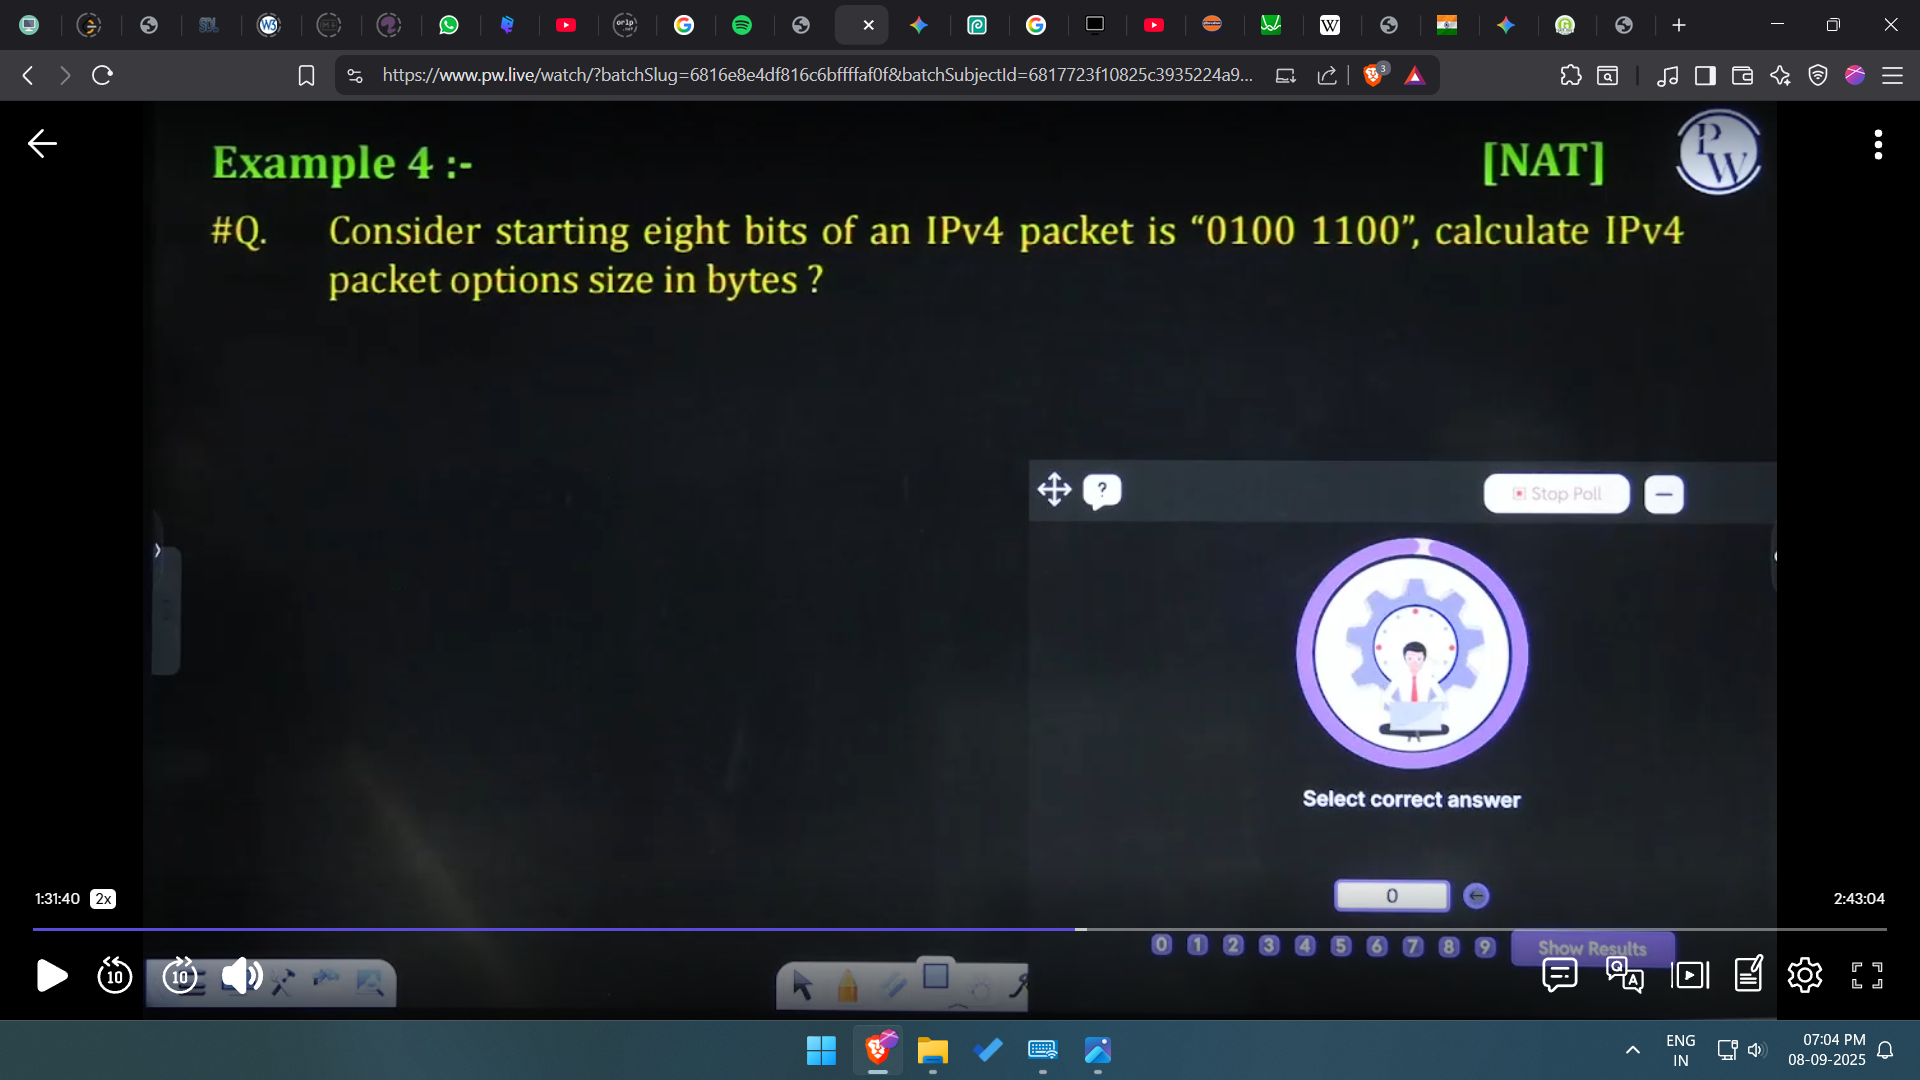 https://www.pw.live/watch/?batchSlug=6816e8e4df816c6bffffaf0f&batchSubjectId=6817723f10825c3935224a9...
3
Example 4 :-
[NAT]
PW
#Q. Consider starting eight bits of an IPv4 packet is “0100 1100”, calculate IPv4
packet options size in bytes ?
?
Stop Poll
Select correct answer
0
1:31:40
2x
2:43:04
0 1 2 3 4 5 6 7 8 9
Show Results
10
10
Q A
ENG
IN
07:04 PM
08-09-2025